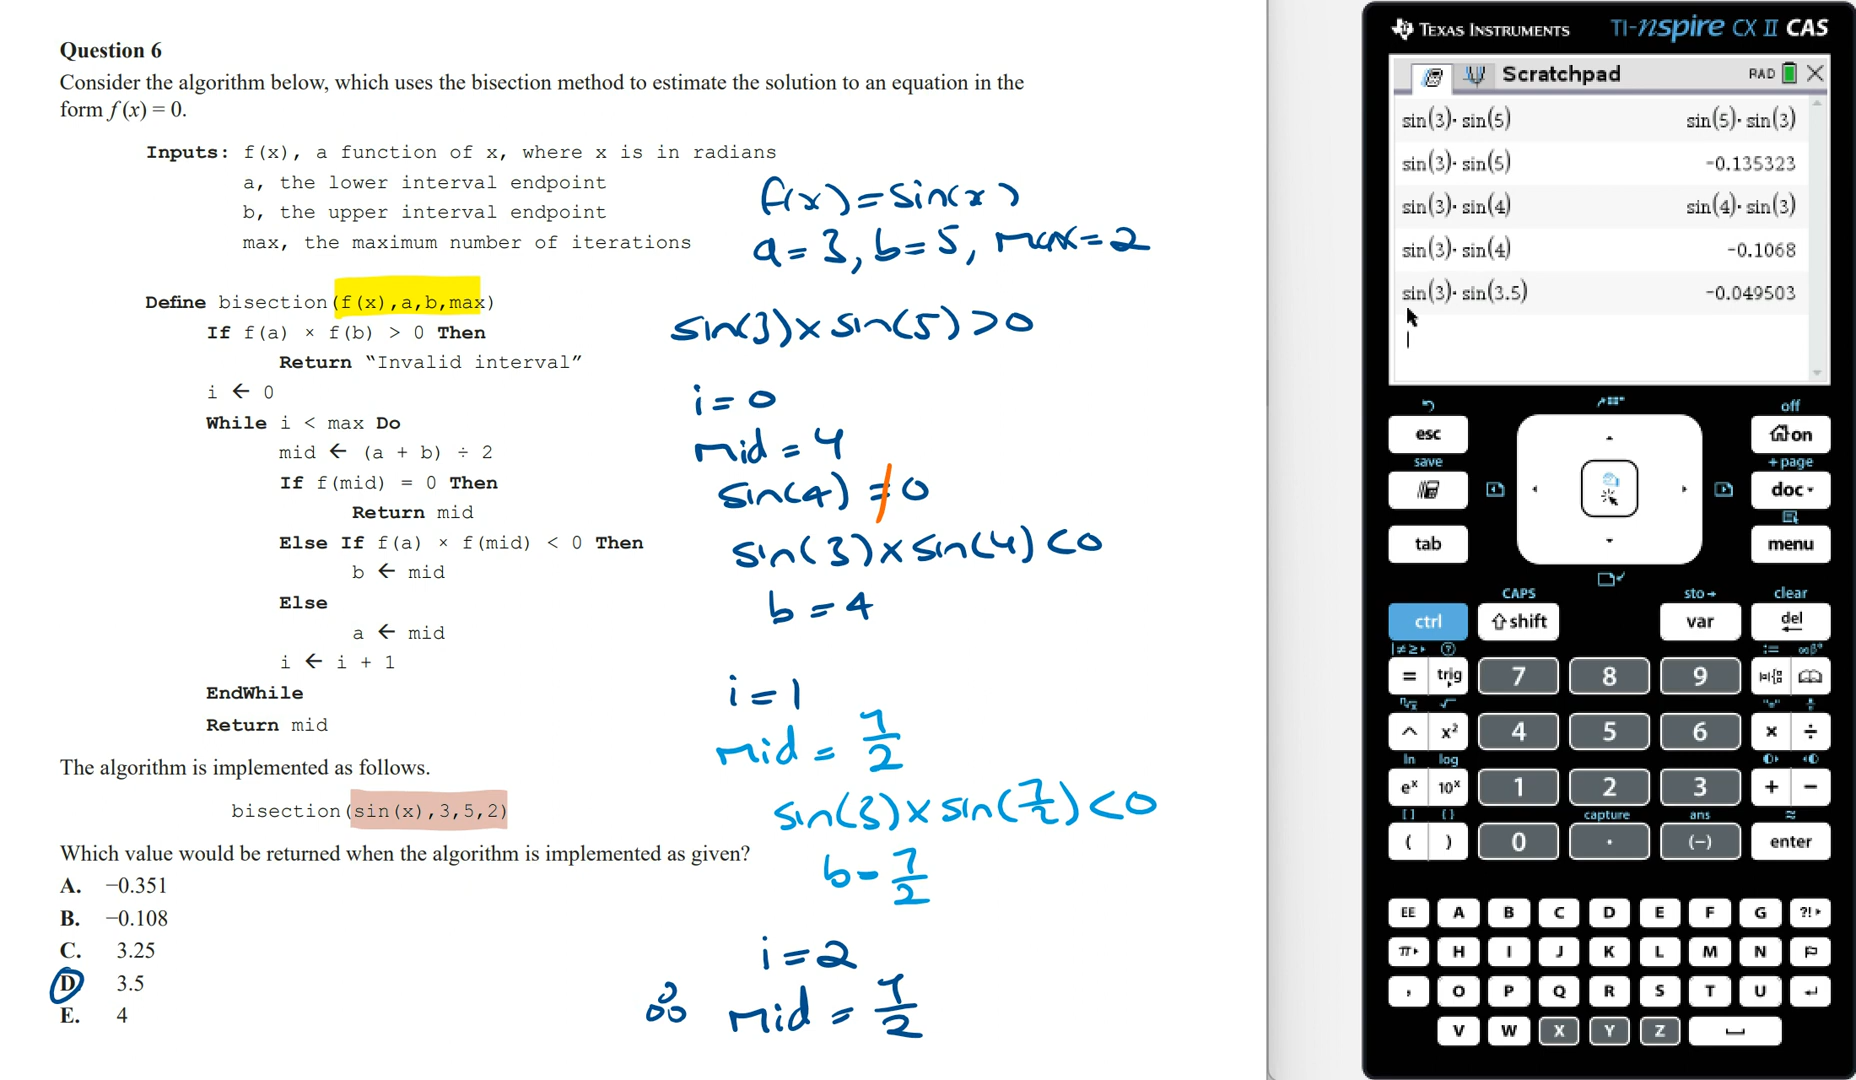 Question 6
Consider the algorithm below, which uses the bisection method to estimate the solution to an equation in the
form f (x) = 0.
Inputs: f(x), a function of x, where x is in radians
a, the lower interval endpoint
b, the upper interval endpoint
max, the maximum number of iterations
Define bisection(f(x),a,b,max)
If f(a) × f(b) > 0 Then
Return “Invalid interval”
i ← 0
While i < max Do
mid ← (a + b) ÷ 2
If f(mid) = 0 Then
Return mid
Else If f(a) × f(mid) < 0 Then
b ← mid
Else
a ← mid
i ← i + 1
EndWhile
Return mid
The algorithm is implemented as follows.
bisection(sin(x),3,5,2)
Which value would be returned when the algorithm is implemented as given?
A. −0.351
B. −0.108
C. 3.25
D. 3.5
E. 4
f(x)=sin(x)
a=3, b=5, max=2
sin(3)×sin(5)>0
i=0
mid=4
sin(4)≠0
sin(3)×sin(4)<0
b=4
i=1
mid=7/2
sin(3)×sin(7/2)<0
b=7/2
i=2
∴ mid=7/2
TEXAS INSTRUMENTS TI-nspire CX II CAS
Scratchpad RAD
sin(3)·sin(5) sin(5)·sin(3)
sin(3)·sin(5) -0.135323
sin(3)·sin(4) sin(4)·sin(3)
sin(3)·sin(4) -0.1068
sin(3)·sin(3.5) -0.049503
off
esc on
save +page
doc
tab menu
CAPS sto→ clear
ctrl shift var del
|≠≥▸ ? := ∞β°
= trig 7 8 9
ⁿ√x √
^ x² 4 5 6 × ÷
ln log
eˣ 10ˣ 1 2 3 + −
[ ] { } capture ans ≈
( ) 0 . (−) enter
EE A B C D E F G ?!▸
π▸ H I J K L M N
, O P Q R S T U ↵
V W X Y Z